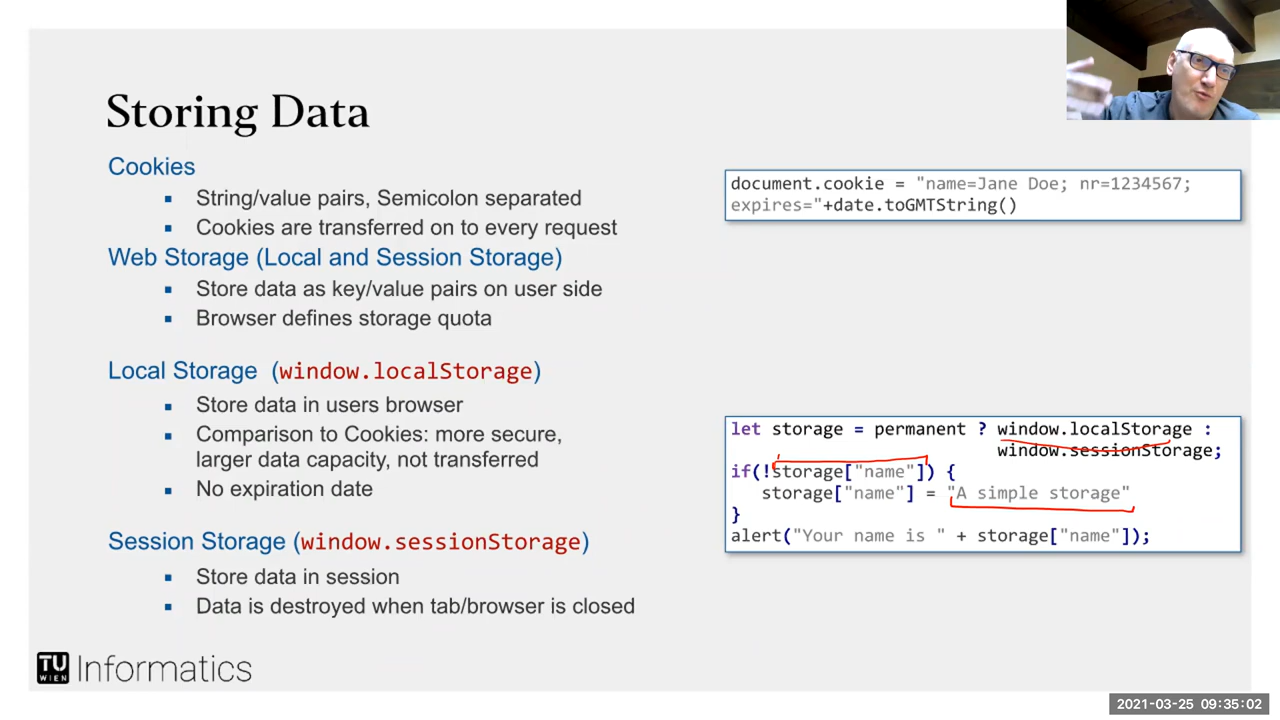 Storing Data
Cookies
▪ String/value pairs, Semicolon separated
▪ Cookies are transferred on to every request
Web Storage (Local and Session Storage)
▪ Store data as key/value pairs on user side
▪ Browser defines storage quota
Local Storage (window.localStorage)
▪ Store data in users browser
▪ Comparison to Cookies: more secure,
larger data capacity, not transferred
▪ No expiration date
Session Storage (window.sessionStorage)
▪ Store data in session
▪ Data is destroyed when tab/browser is closed
document.cookie = "name=Jane Doe; nr=1234567;
expires="+date.toGMTString()
let storage = permanent ? window.localStorage :
window.sessionStorage;
if(!storage["name"]) {
storage["name"] = "A simple storage"
}
alert("Your name is " + storage["name"]);
TU
WIEN
Informatics
2021-03-25 09:35:02